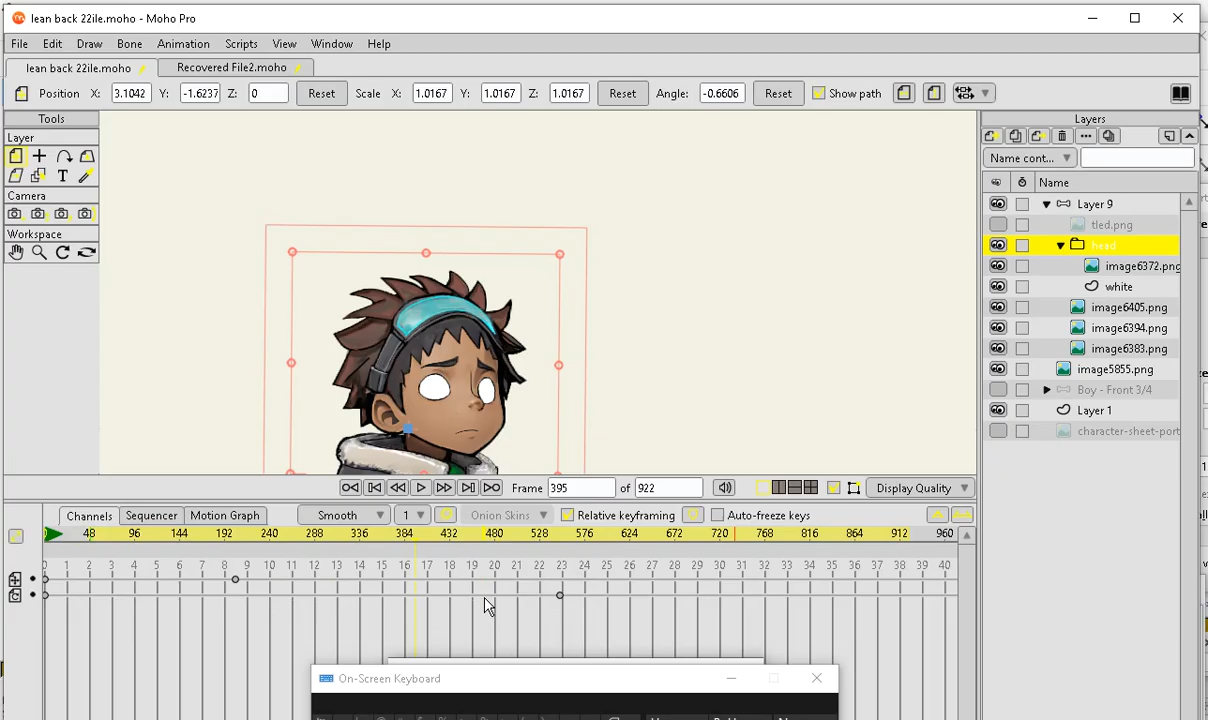 lean back 22ile.moho - Moho Pro
File Edit Draw Bone Animation Scripts View Window Help
lean back 22ile.moho Recovered File2.moho
Position X: 3.1042 Y: -1.6237 Z: 0 Reset Scale X: 1.0167 Y: 1.0167 Z: 1.0167 Reset Angle: -0.6606 Reset Show path
Tools
Layer
T
Camera
Workspace
Layers
Name cont...
Name
Layer 9
tled.png
head
image6372.png
white
image6405.png
image6394.png
image6383.png
image5855.png
Boy - Front 3/4
Layer 1
character-sheet-port
Frame 395 of 922 Display Quality
Channels Sequencer Motion Graph Smooth 1 Onion Skins Relative keyframing Auto-freeze keys
48 96 144 192 240 288 336 384 432 480 528 576 624 672 720 768 816 864 912 960
0 1 2 3 4 5 6 7 8 9 10 11 12 13 14 15 16 17 18 19 20 21 22 23 24 25 26 27 28 29 30 31 32 33 34 35 36 37 38 39 40
On-Screen Keyboard